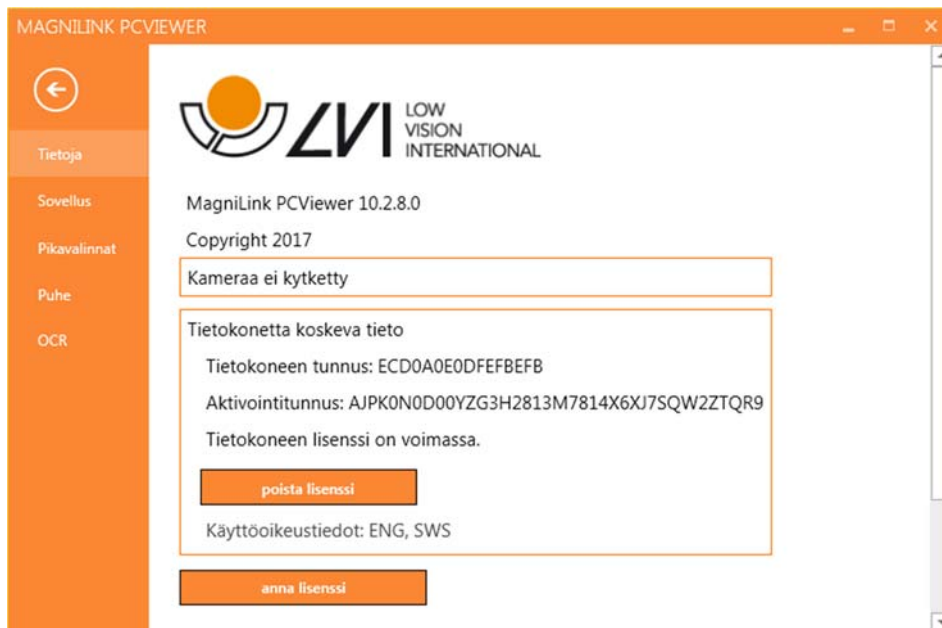 MAGNILINK PCVIEWER
Tietoja
Sovellus
Pikavalinnat
Puhe
OCR
LVI LOW
VISION
INTERNATIONAL
MagniLink PCViewer 10.2.8.0
Copyright 2017
Kameraa ei kytketty
Tietokonetta koskeva tieto
Tietokoneen tunnus: ECD0A0E0DFEFBEFB
Aktivointitunnus: AJPK0N0D00YZG3H2813M7814X6XJ7SQW2ZTQR9
Tietokoneen lisenssi on voimassa.
poista lisenssi
Käyttöoikeustiedot: ENG, SWS
anna lisenssi